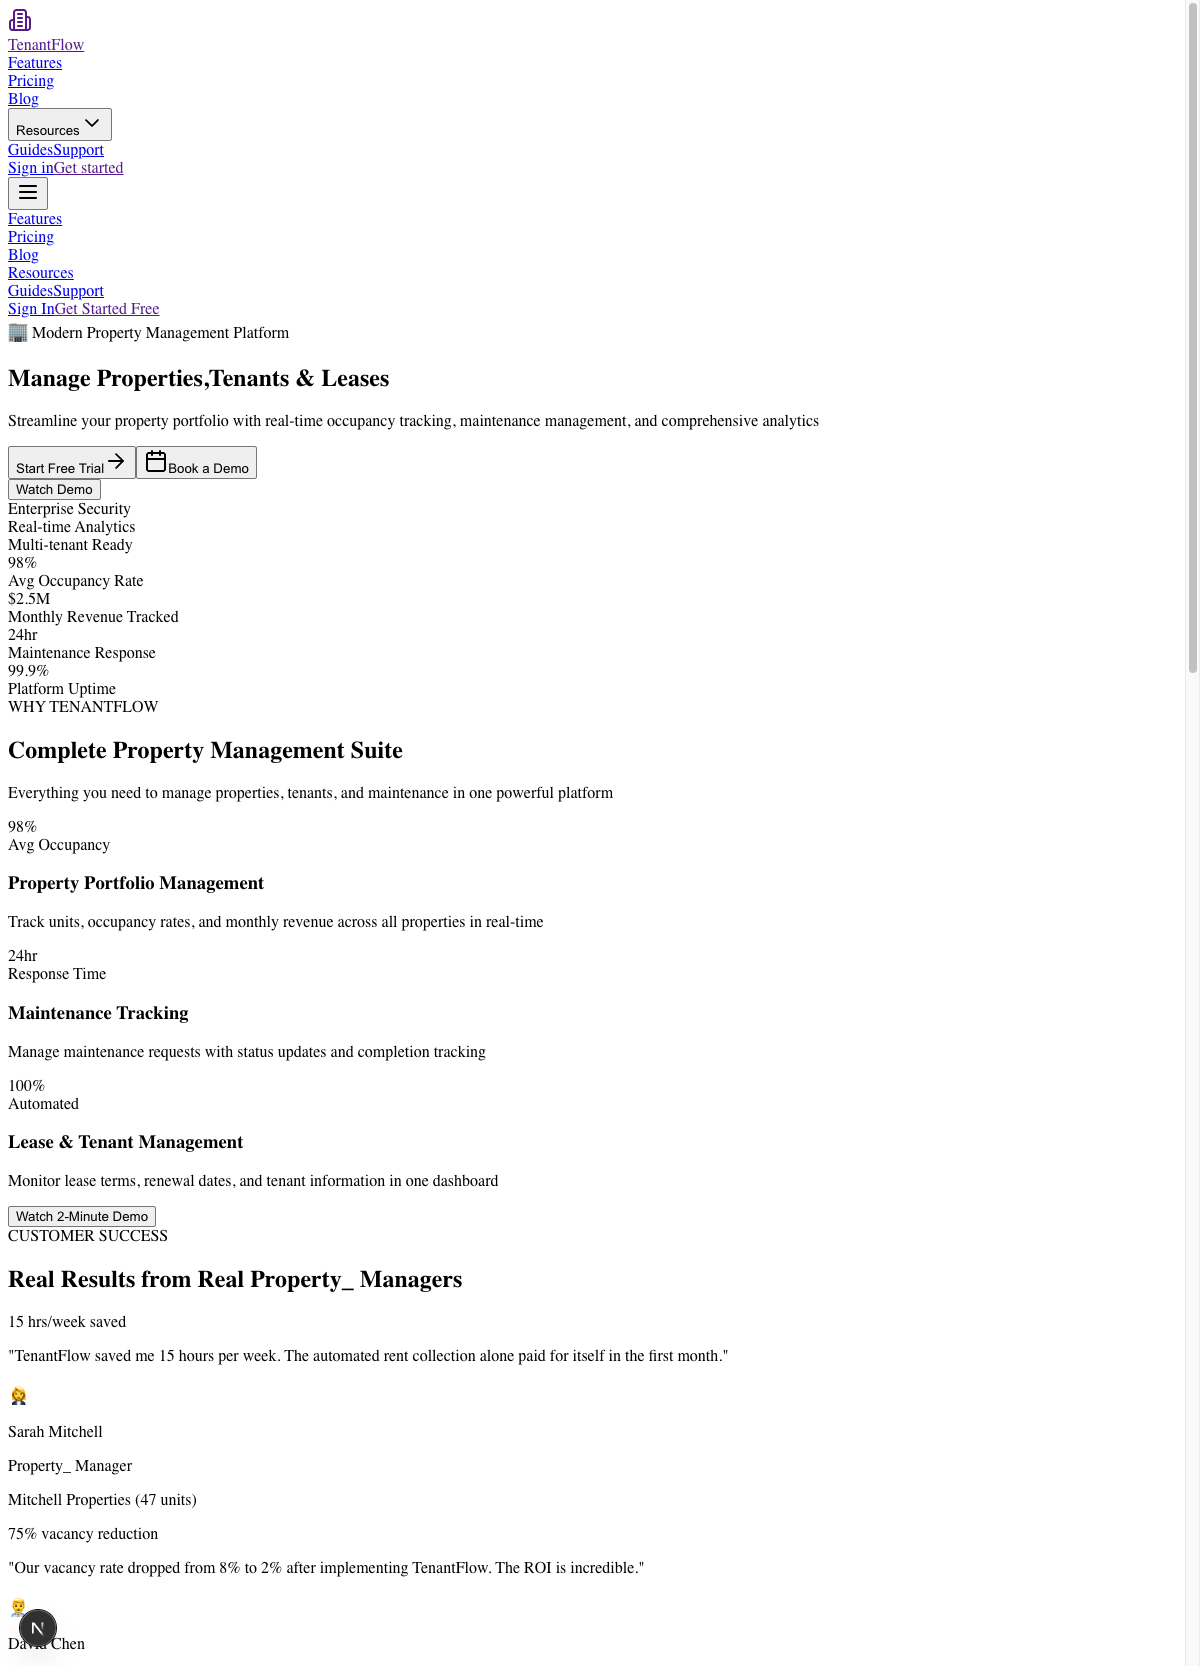 TenantFlow
Features
Pricing
Blog
Resources
GuidesSupport
Sign inGet started
Features
Pricing
Blog
Resources
GuidesSupport
Sign InGet Started Free
🏢 Modern Property Management Platform
Manage Properties,Tenants & Leases
Streamline your property portfolio with real-time occupancy tracking, maintenance management, and comprehensive analytics
Start Free Trial Book a Demo
Watch Demo
Enterprise Security
Real-time Analytics
Multi-tenant Ready
98%
Avg Occupancy Rate
$2.5M
Monthly Revenue Tracked
24hr
Maintenance Response
99.9%
Platform Uptime
WHY TENANTFLOW
Complete Property Management Suite
Everything you need to manage properties, tenants, and maintenance in one powerful platform
98%
Avg Occupancy
Property Portfolio Management
Track units, occupancy rates, and monthly revenue across all properties in real-time
24hr
Response Time
Maintenance Tracking
Manage maintenance requests with status updates and completion tracking
100%
Automated
Lease & Tenant Management
Monitor lease terms, renewal dates, and tenant information in one dashboard
Watch 2-Minute Demo
CUSTOMER SUCCESS
Real Results from Real Property_ Managers
15 hrs/week saved
"TenantFlow saved me 15 hours per week. The automated rent collection alone paid for itself in the first month."
Sarah Mitchell
Property_ Manager
Mitchell Properties (47 units)
75% vacancy reduction
"Our vacancy rate dropped from 8% to 2% after implementing TenantFlow. The ROI is incredible."
N
David Chen